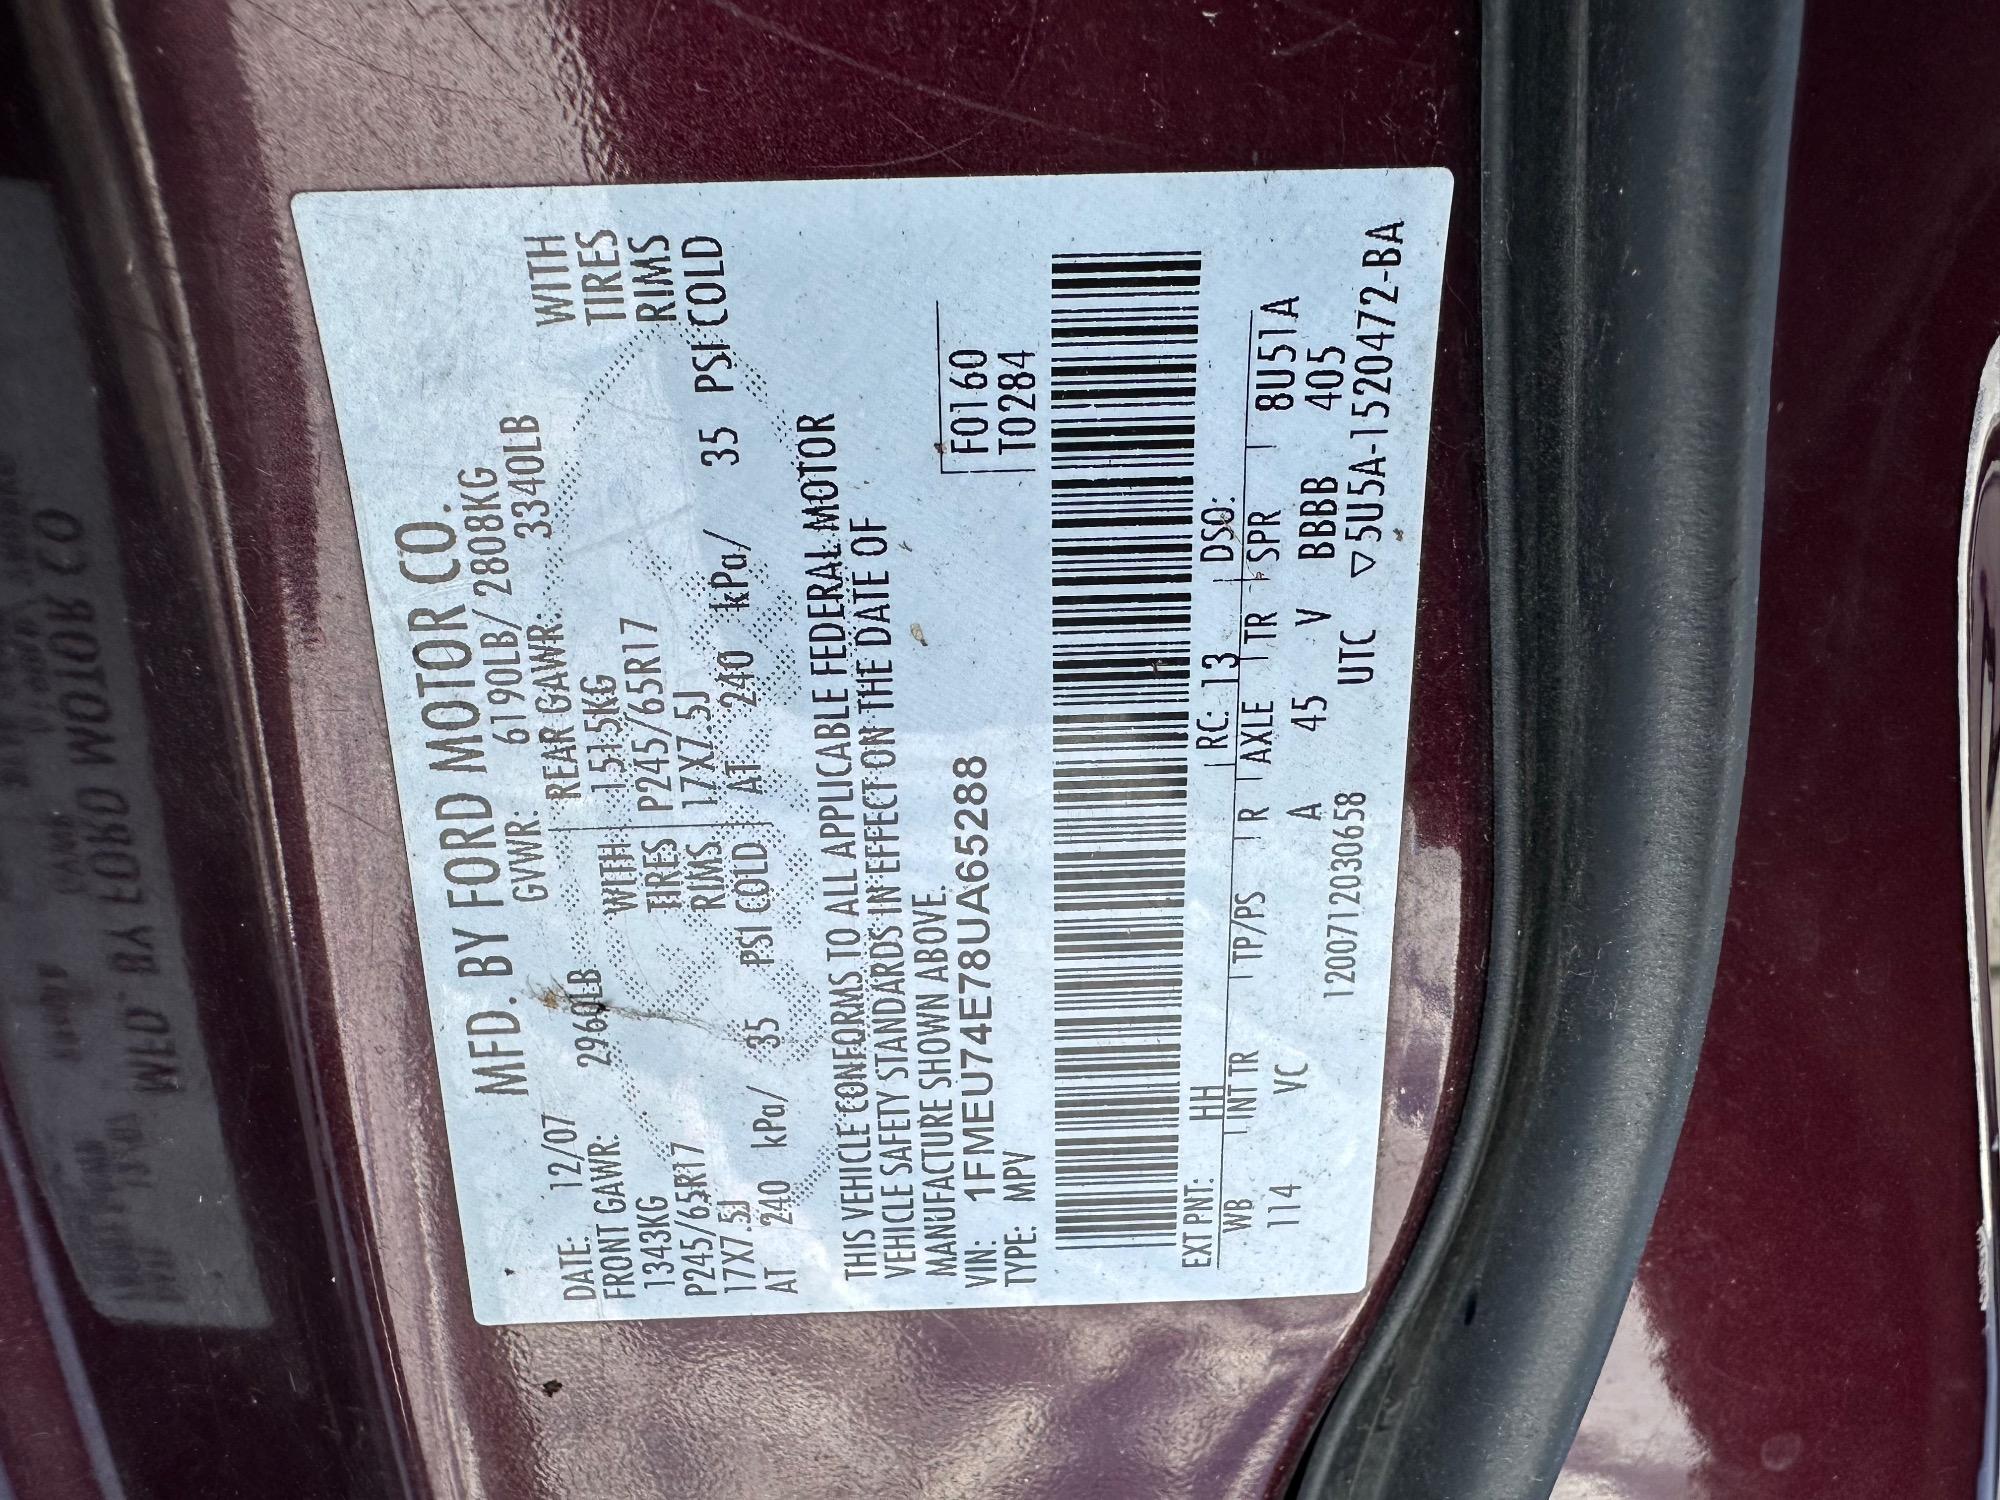 MFD. BY FORD MOTOR CO.
DATE: 12/07 GVWR: 6190LB/ 2808KG
FRONT GAWR: 2960LB REAR GAWR: 3340LB
1343KG WITH 1515KG WITH
P245/65R17 TIRES P245/65R17 TIRES
17X7.5J RIMS 17X7.5J RIMS
AT 240 kPa/ 35 PSI COLD AT 240 kPa/ 35 PSI COLD
THIS VEHICLE CONFORMS TO ALL APPLICABLE FEDERAL MOTOR
VEHICLE SAFETY STANDARDS IN EFFECT ON THE DATE OF
MANUFACTURE SHOWN ABOVE.
VIN: 1FMEU74E78UA65288 F0160
TYPE: MPV T0284
EXT PNT: HH RC: 13 DSO:
WB INT TR TP/PS R AXLE TR SPR 8U51A
114 VC A 45 V BBBB 405
120071203065​8 UTC ▽5U5A-1520472-BA
MFD. BY FORD MOTOR CO